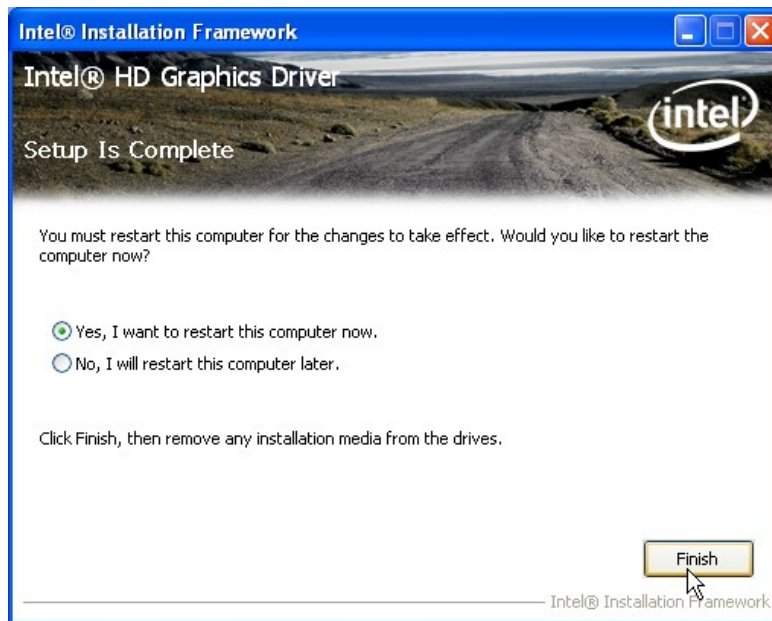 Intel® Installation Framework
Intel® HD Graphics Driver
intel
Setup Is Complete
You must restart this computer for the changes to take effect. Would you like to restart the
computer now?
Yes, I want to restart this computer now.
No, I will restart this computer later.
Click Finish, then remove any installation media from the drives.
Finish
Intel® Installation Framework